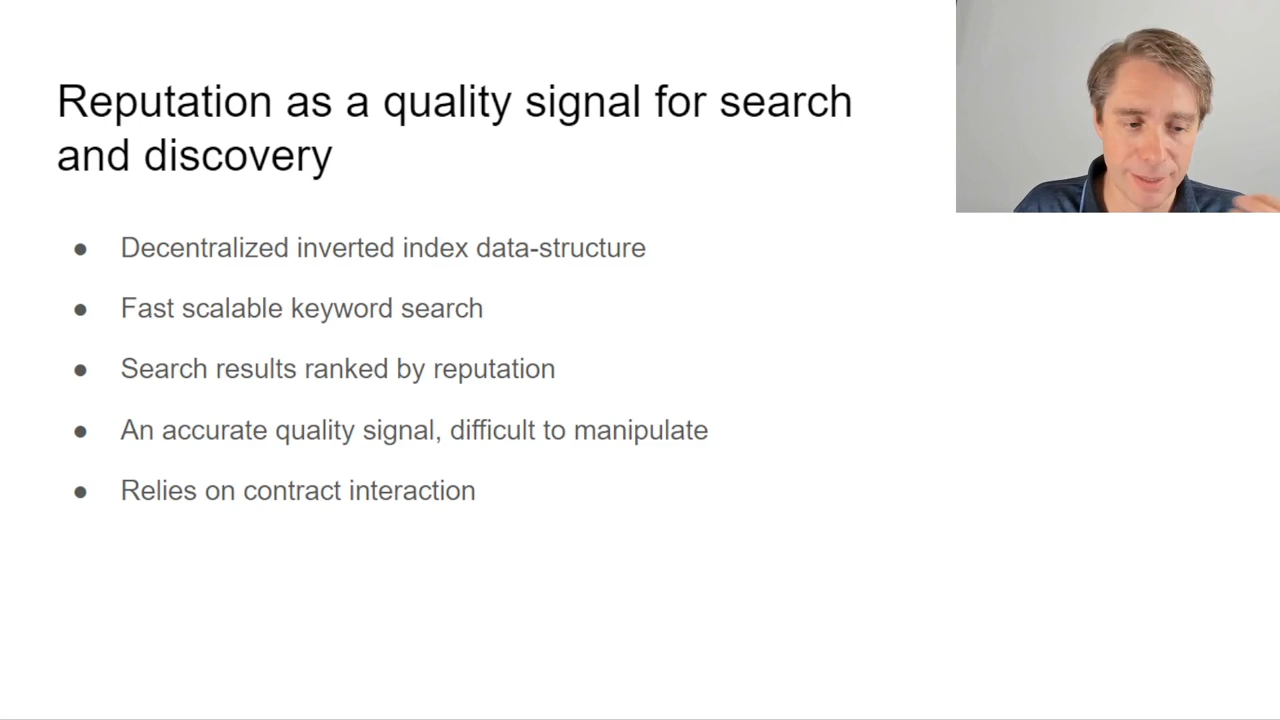 Reputation as a quality signal for search
and discovery
● Decentralized inverted index data-structure
● Fast scalable keyword search
● Search results ranked by reputation
● An accurate quality signal, difficult to manipulate
● Relies on contract interaction